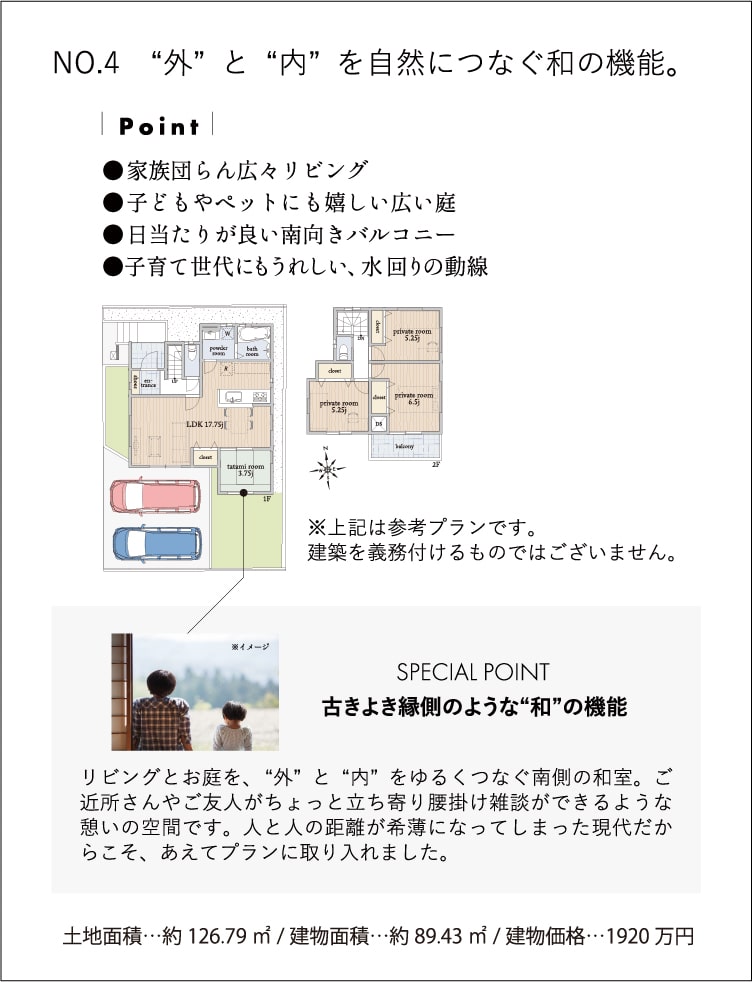 NO.4 “外” と “内” を自然につなぐ和の機能。
Point
●家族団らん広々リビング
●子どもやペットにも嬉しい広い庭
●日当たりが良い南向きバルコニー
●子育て世代にもうれしい、水回りの動線
powder room
W
bath room
R
shoes
en-trance
UP
LDK 17.75j
closet
tatami room
3.75j
1F
DN
closet
private room
5.25j
closet
private room
5.25j
closet
private room
6.5j
DS
balcony
2F
N
※上記は参考プランです。
建築を義務付けるものではございません。
※イメージ
SPECIAL POINT
古きよき縁側のような“和”の機能
リビングとお庭を、“外” と “内” をゆるくつなぐ南側の和室。ご
近所さんやご友人がちょっと立ち寄り腰掛け雑談ができるような
憩いの空間です。人と人の距離が希薄になってしまった現代だか
らこそ、あえてプランに取り入れました。
土地面積…約 126.79 ㎡ / 建物面積…約 89.43 ㎡ / 建物価格…1920 万円